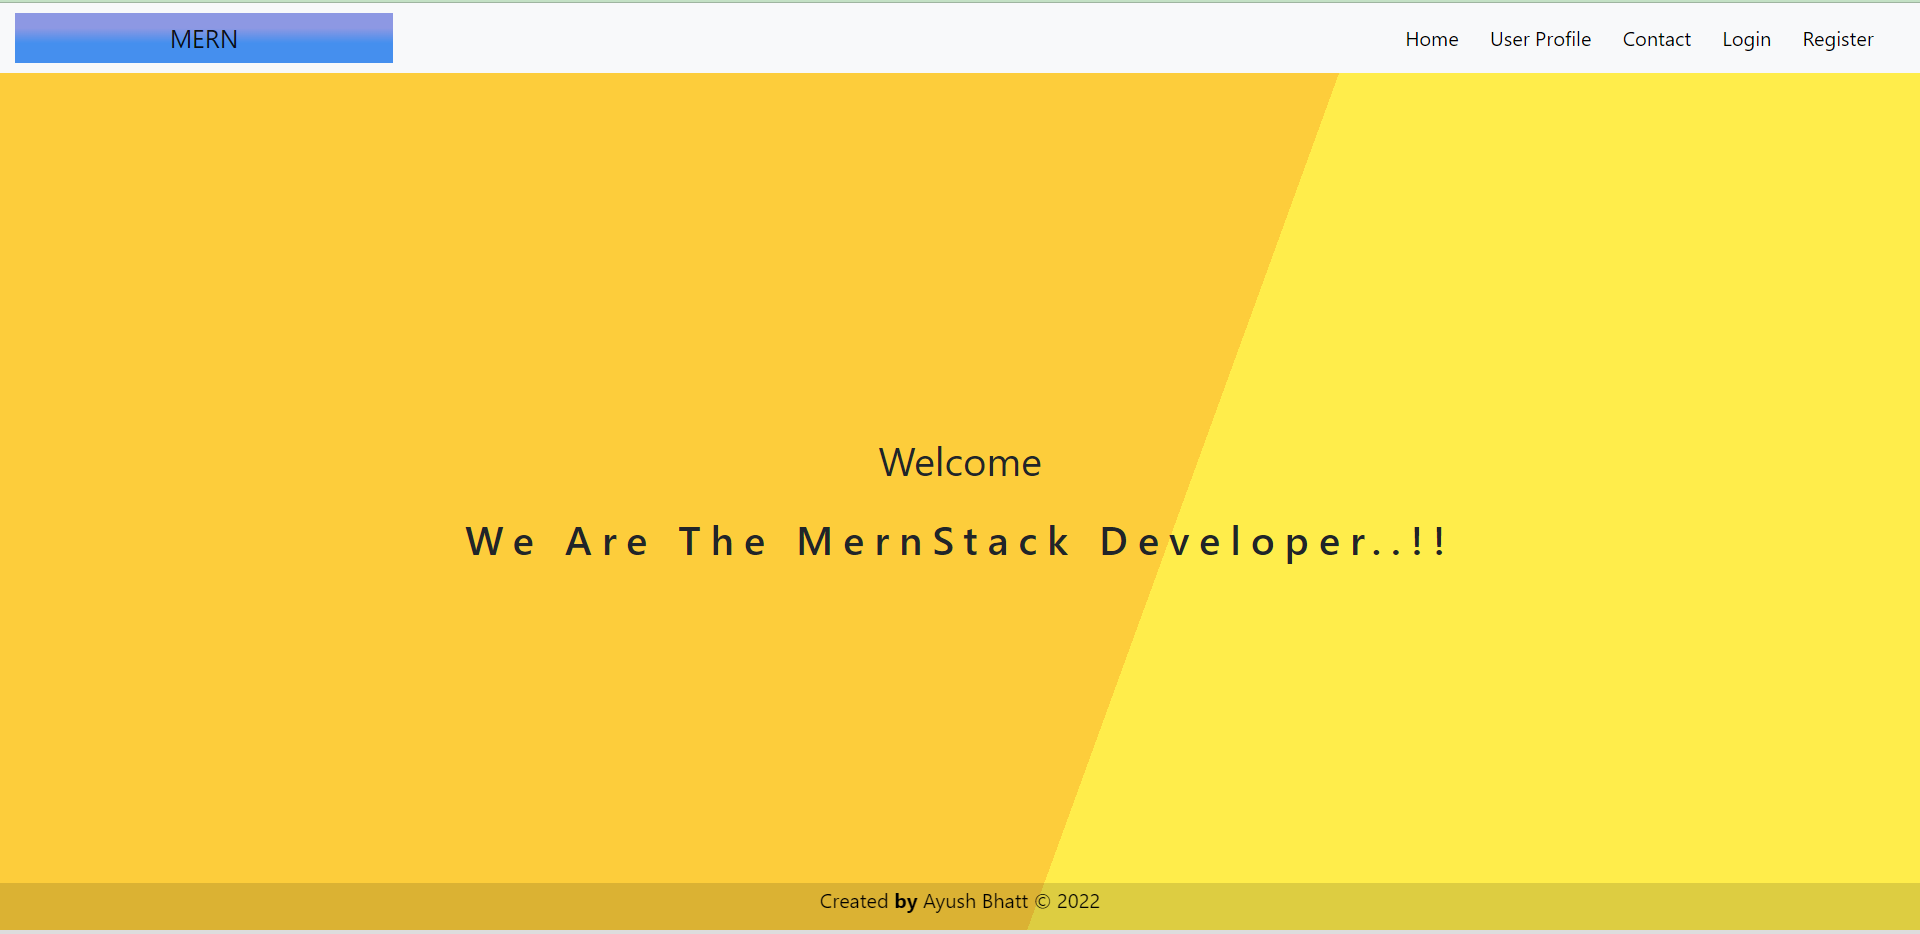 MERN
Home User Profile Contact Login Register
Welcome
We Are The MernStack Developer..!!
Created by Ayush Bhatt © 2022